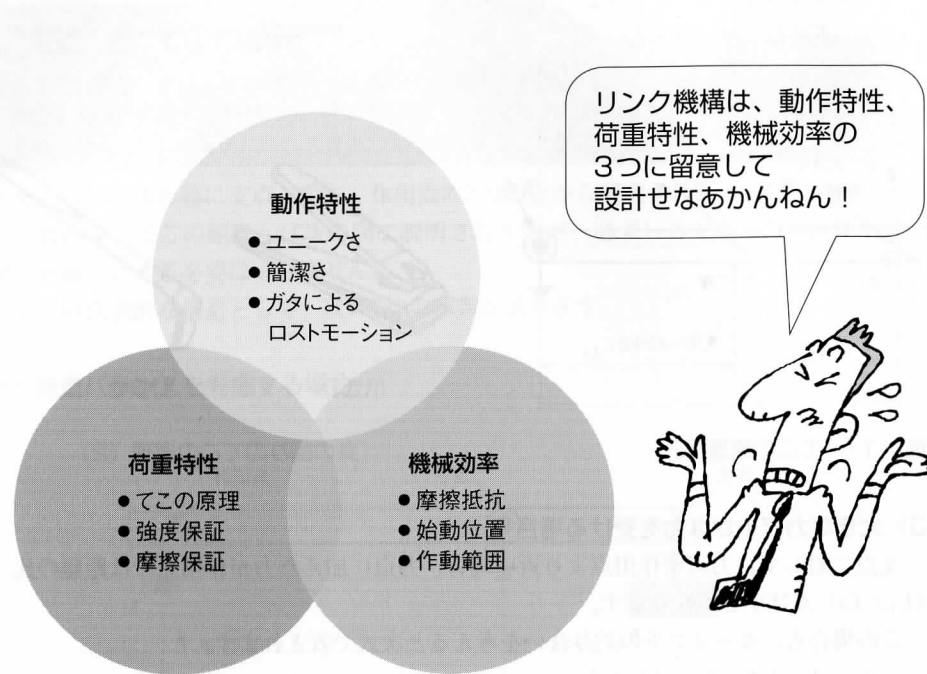 リンク機構は、動作特性、
荷重特性、機械効率の
3つに留意して
設計せなあかんねん！
動作特性
●ユニークさ
●簡潔さ
●ガタによる
ロストモーション
荷重特性
●てこの原理
●強度保証
●摩擦保証
機械効率
●摩擦抵抗
●始動位置
●作動範囲